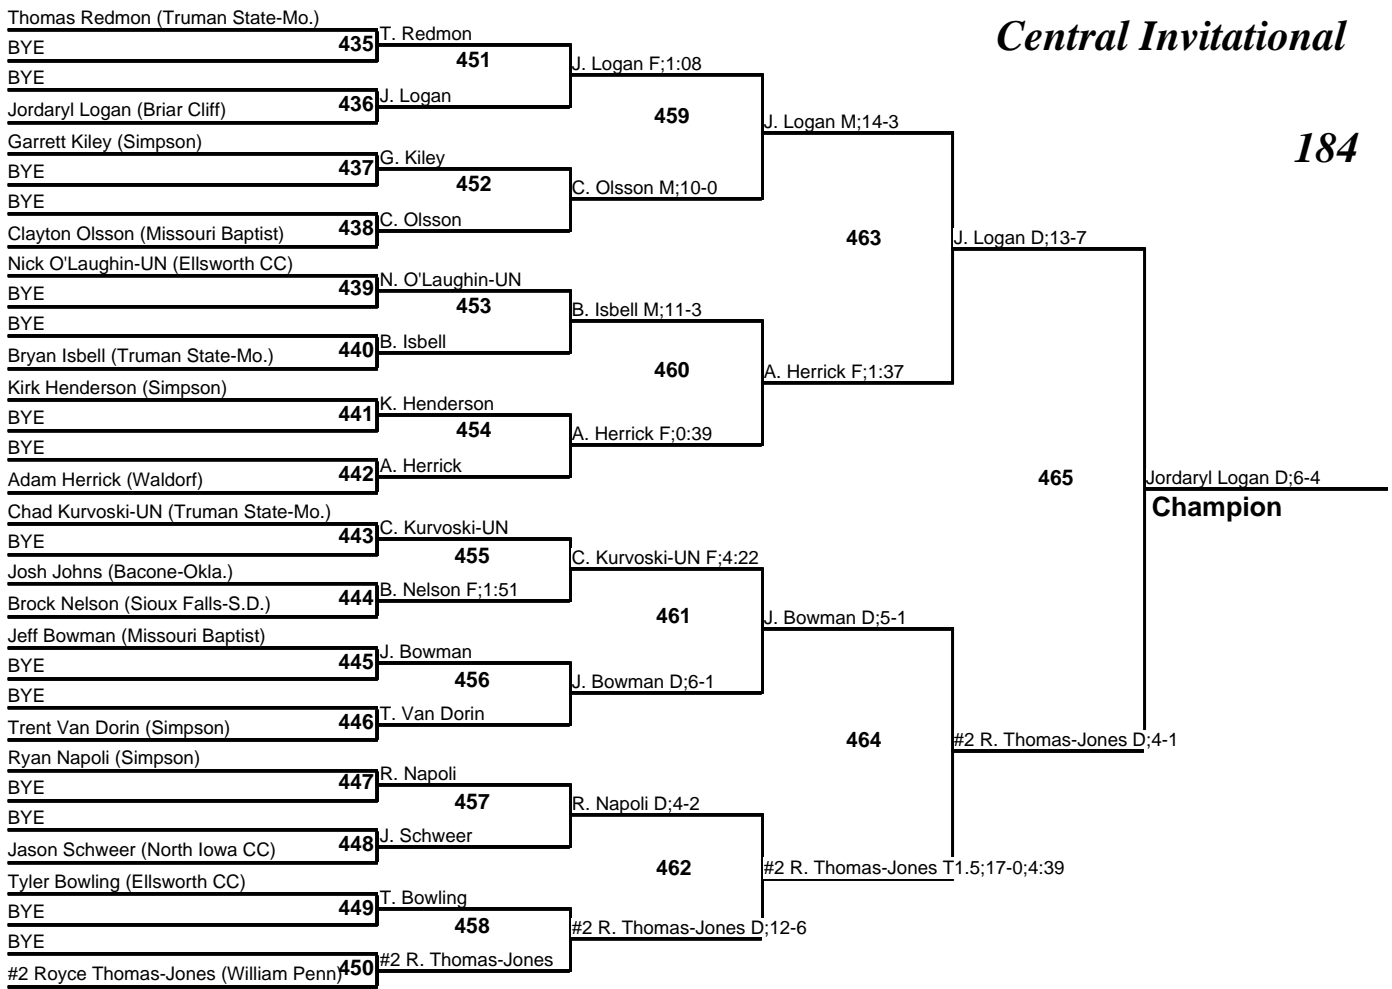 Central Invitational
184
Thomas Redmon (Truman State-Mo.)
BYE
BYE
Jordaryl Logan (Briar Cliff)
Garrett Kiley (Simpson)
BYE
BYE
Clayton Olsson (Missouri Baptist)
Nick O'Laughin-UN (Ellsworth CC)
BYE
BYE
Bryan Isbell (Truman State-Mo.)
Kirk Henderson (Simpson)
BYE
BYE
Adam Herrick (Waldorf)
Chad Kurvoski-UN (Truman State-Mo.)
BYE
Josh Johns (Bacone-Okla.)
Brock Nelson (Sioux Falls-S.D.)
Jeff Bowman (Missouri Baptist)
BYE
BYE
Trent Van Dorin (Simpson)
Ryan Napoli (Simpson)
BYE
BYE
Jason Schweer (North Iowa CC)
Tyler Bowling (Ellsworth CC)
BYE
BYE
#2 Royce Thomas-Jones (William Penn)
435
436
437
438
439
440
441
442
443
444
445
446
447
448
449
450
T. Redmon
451
J. Logan
G. Kiley
452
C. Olsson
N. O'Laughin-UN
453
B. Isbell
K. Henderson
454
A. Herrick
C. Kurvoski-UN
455
B. Nelson F;1:51
J. Bowman
456
T. Van Dorin
R. Napoli
457
J. Schweer
T. Bowling
458
#2 R. Thomas-Jones
J. Logan F;1:08
459
C. Olsson M;10-0
B. Isbell M;11-3
460
A. Herrick F;0:39
C. Kurvoski-UN F;4:22
461
J. Bowman D;6-1
R. Napoli D;4-2
462
#2 R. Thomas-Jones D;12-6
J. Logan M;14-3
463
A. Herrick F;1:37
J. Bowman D;5-1
464
#2 R. Thomas-Jones T1.5;17-0;4:39
J. Logan D;13-7
465
#2 R. Thomas-Jones D;4-1
Jordaryl Logan D;6-4
Champion